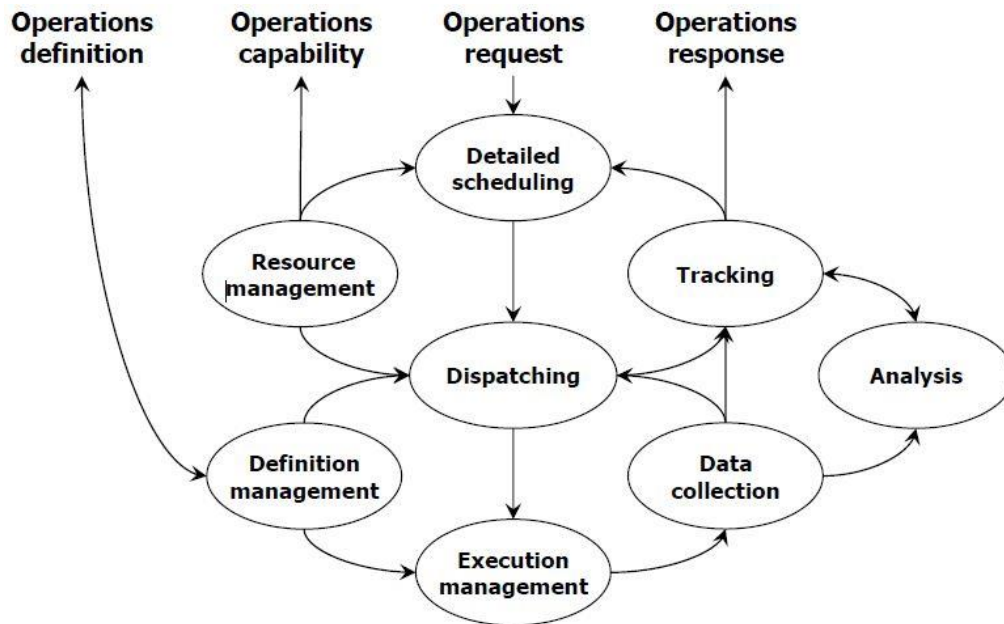 Operations
definition
Operations
capability
Operations
request
Operations
response
Detailed
scheduling
Resource
management
Tracking
Dispatching
Analysis
Definition
management
Data
collection
Execution
management